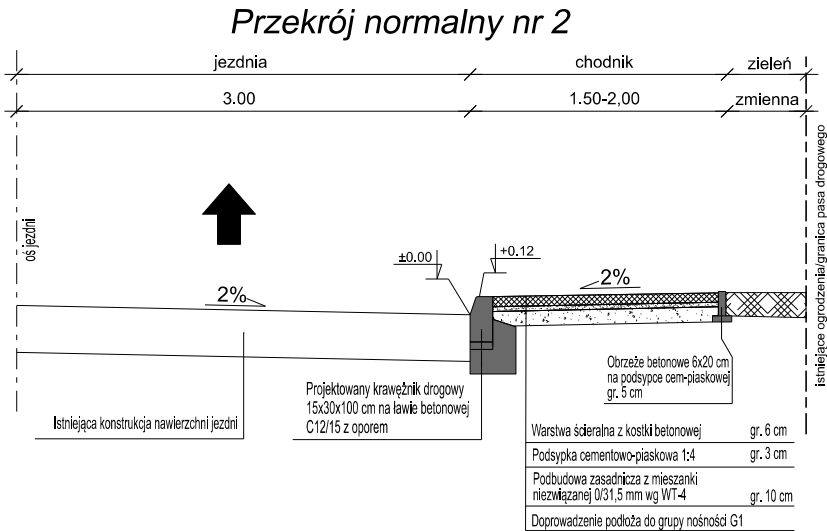 Przekrój normalny nr 2
jezdnia
chodnik
zieleń
3.00
1.50-2,00
zmienna
oś jezdni
istniejące ogrodzenia/granica pasa drogowego
±0.00
+0.12
2%
2%
Istniejąca konstrukcja nawierzchni jezdni
Projektowany krawężnik drogowy
15x30x100 cm na ławie betonowej
C12/15 z oporem
Obrzeże betonowe 6x20 cm
na podsypce cem-piaskowej
gr. 5 cm
Warstwa ścieralna z kostki betonowej gr. 6 cm
Podsypka cementowo-piaskowa 1:4 gr. 3 cm
Podbudowa zasadnicza z mieszanki
niezwiązanej 0/31,5 mm wg WT-4 gr. 10 cm
Doprowadzenie podłoża do grupy nośności G1